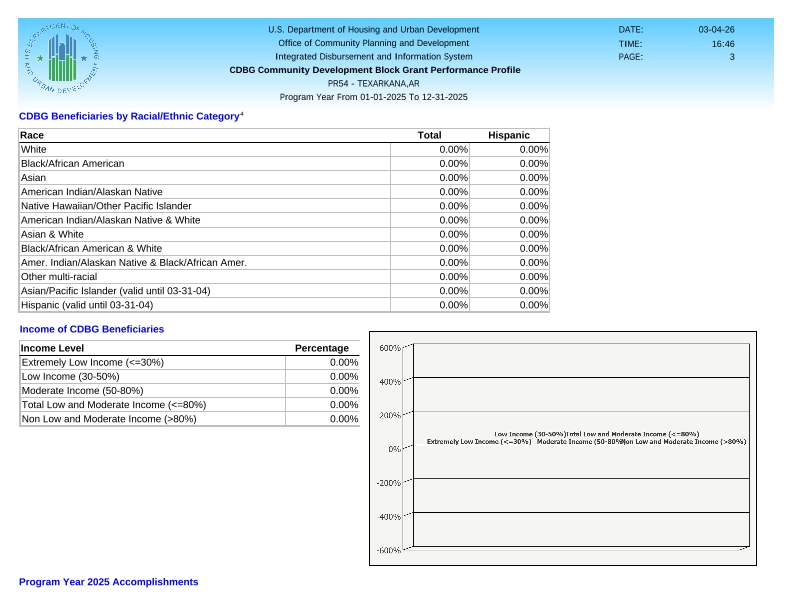 U.S. DEPARTMENT OF HOUSING AND URBAN DEVELOPMENT
U.S. Department of Housing and Urban Development
Office of Community Planning and Development
Integrated Disbursement and Information System
CDBG Community Development Block Grant Performance Profile
PR54 - TEXARKANA,AR
Program Year From 01-01-2025 To 12-31-2025
DATE: 03-04-26
TIME: 16:46
PAGE: 3
CDBG Beneficiaries by Racial/Ethnic Category4
Race Total Hispanic
White 0.00% 0.00%
Black/African American 0.00% 0.00%
Asian 0.00% 0.00%
American Indian/Alaskan Native 0.00% 0.00%
Native Hawaiian/Other Pacific Islander 0.00% 0.00%
American Indian/Alaskan Native & White 0.00% 0.00%
Asian & White 0.00% 0.00%
Black/African American & White 0.00% 0.00%
Amer. Indian/Alaskan Native & Black/African Amer. 0.00% 0.00%
Other multi-racial 0.00% 0.00%
Asian/Pacific Islander (valid until 03-31-04) 0.00% 0.00%
Hispanic (valid until 03-31-04) 0.00% 0.00%
Income of CDBG Beneficiaries
Income Level Percentage
Extremely Low Income (<=30%) 0.00%
Low Income (30-50%) 0.00%
Moderate Income (50-80%) 0.00%
Total Low and Moderate Income (<=80%) 0.00%
Non Low and Moderate Income (>80%) 0.00%
600%
400%
200%
0%
-200%
-400%
-600%
Low Income (30-50%) Total Low and Moderate Income (<=80%)
Extremely Low Income (<=30%) Moderate Income (50-80%) Non Low and Moderate Income (>80%)
Program Year 2025 Accomplishments